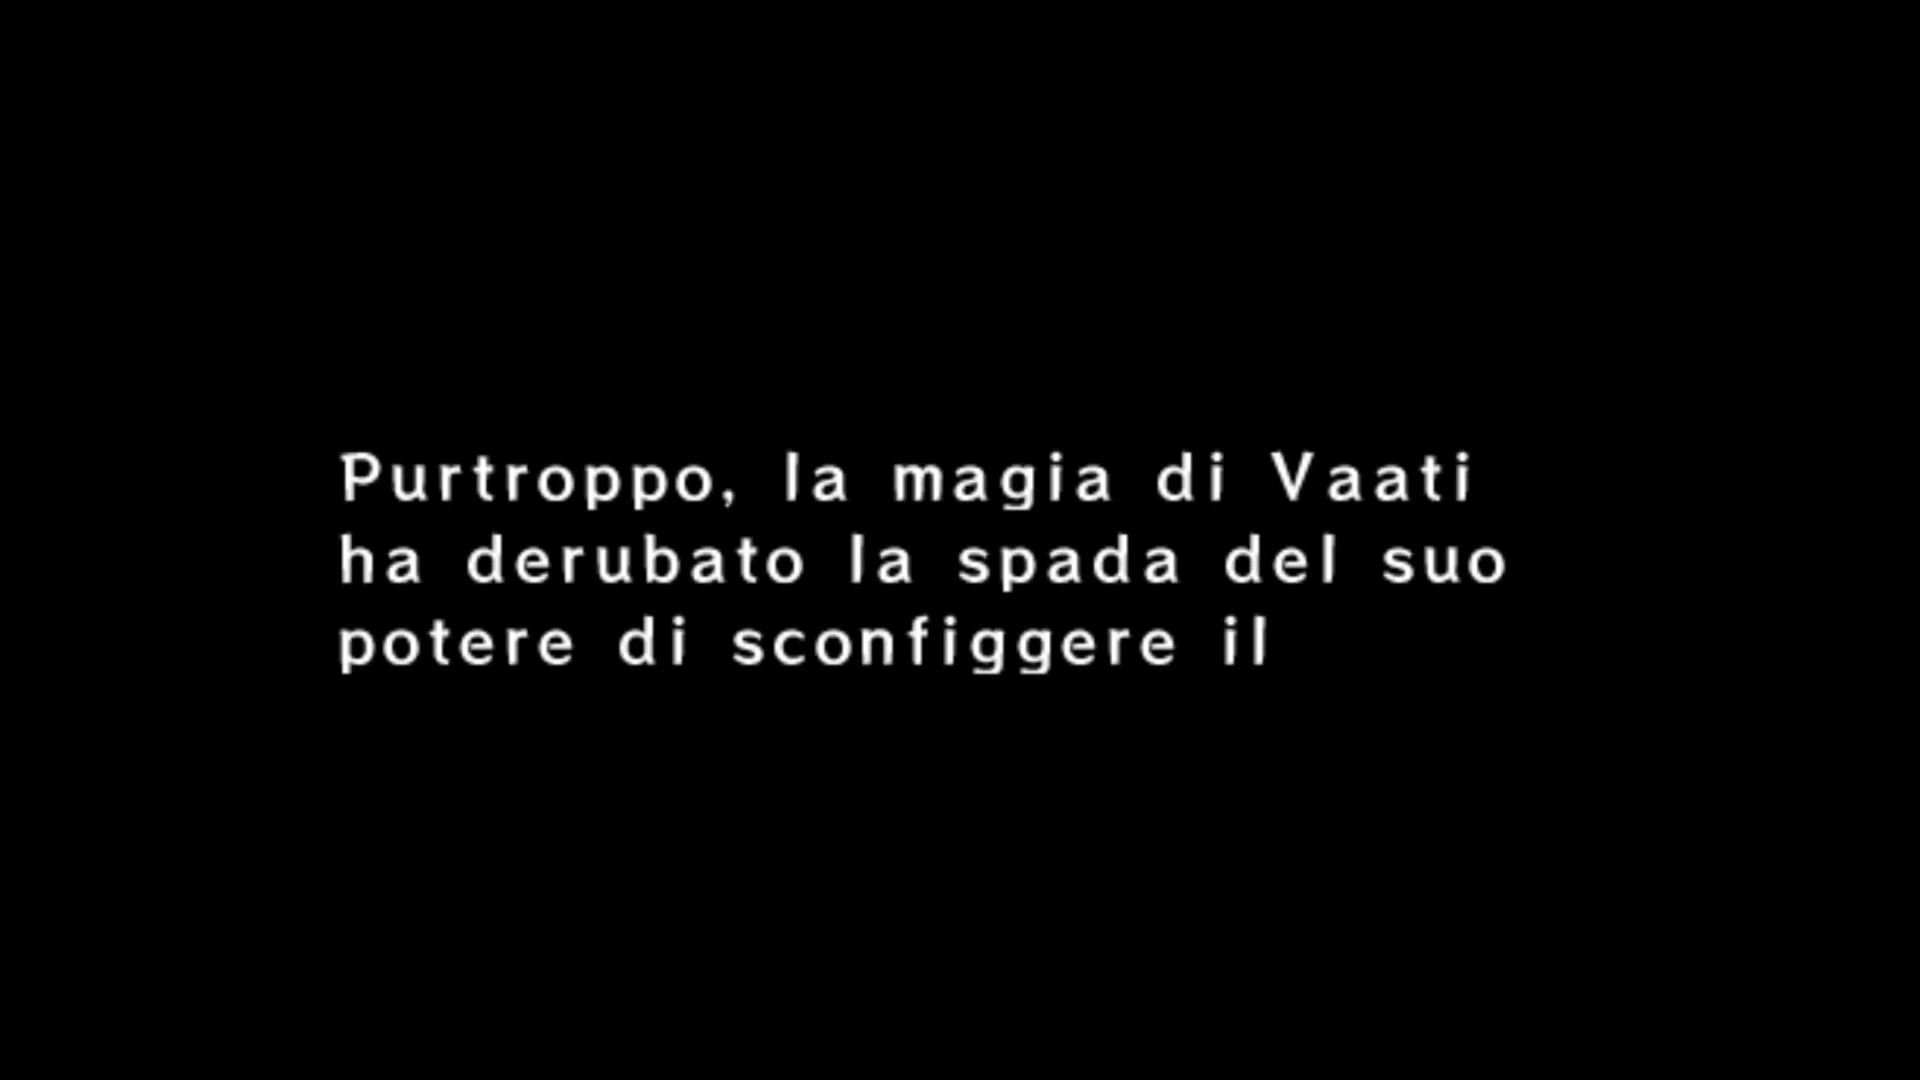 Purtroppo, la magia di Vaati
ha derubato la spada del suo
potere di sconfiggere il